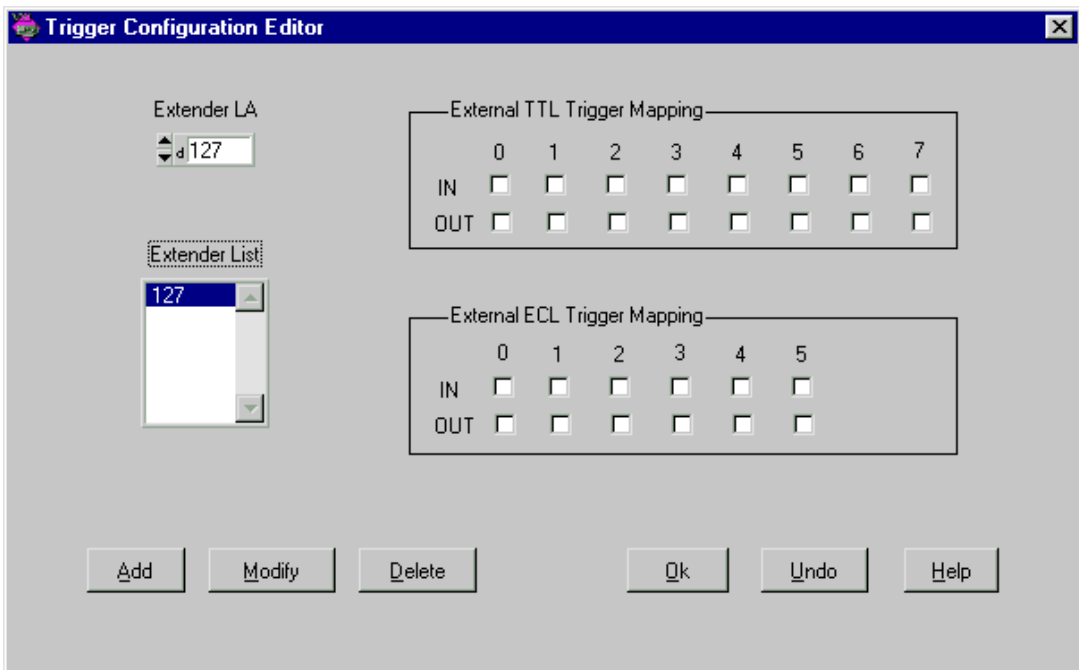 Trigger Configuration Editor
Extender LA
d 127
Extender List
127
External TTL Trigger Mapping
0 1 2 3 4 5 6 7
IN
OUT
External ECL Trigger Mapping
0 1 2 3 4 5
IN
OUT
Add Modify Delete Ok Undo Help